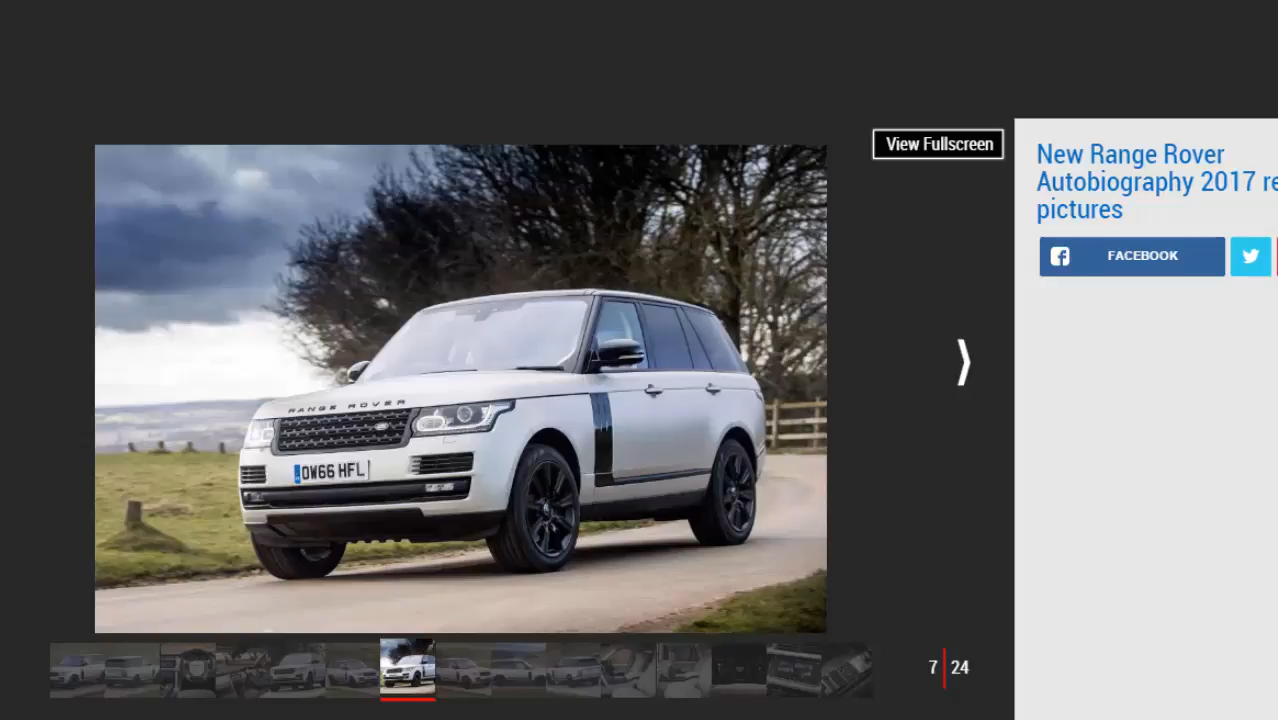 View Fullscreen
New Range Rover
Autobiography 2017 re
pictures
FACEBOOK
RANGE ROVER
OW66 HFL
7 24